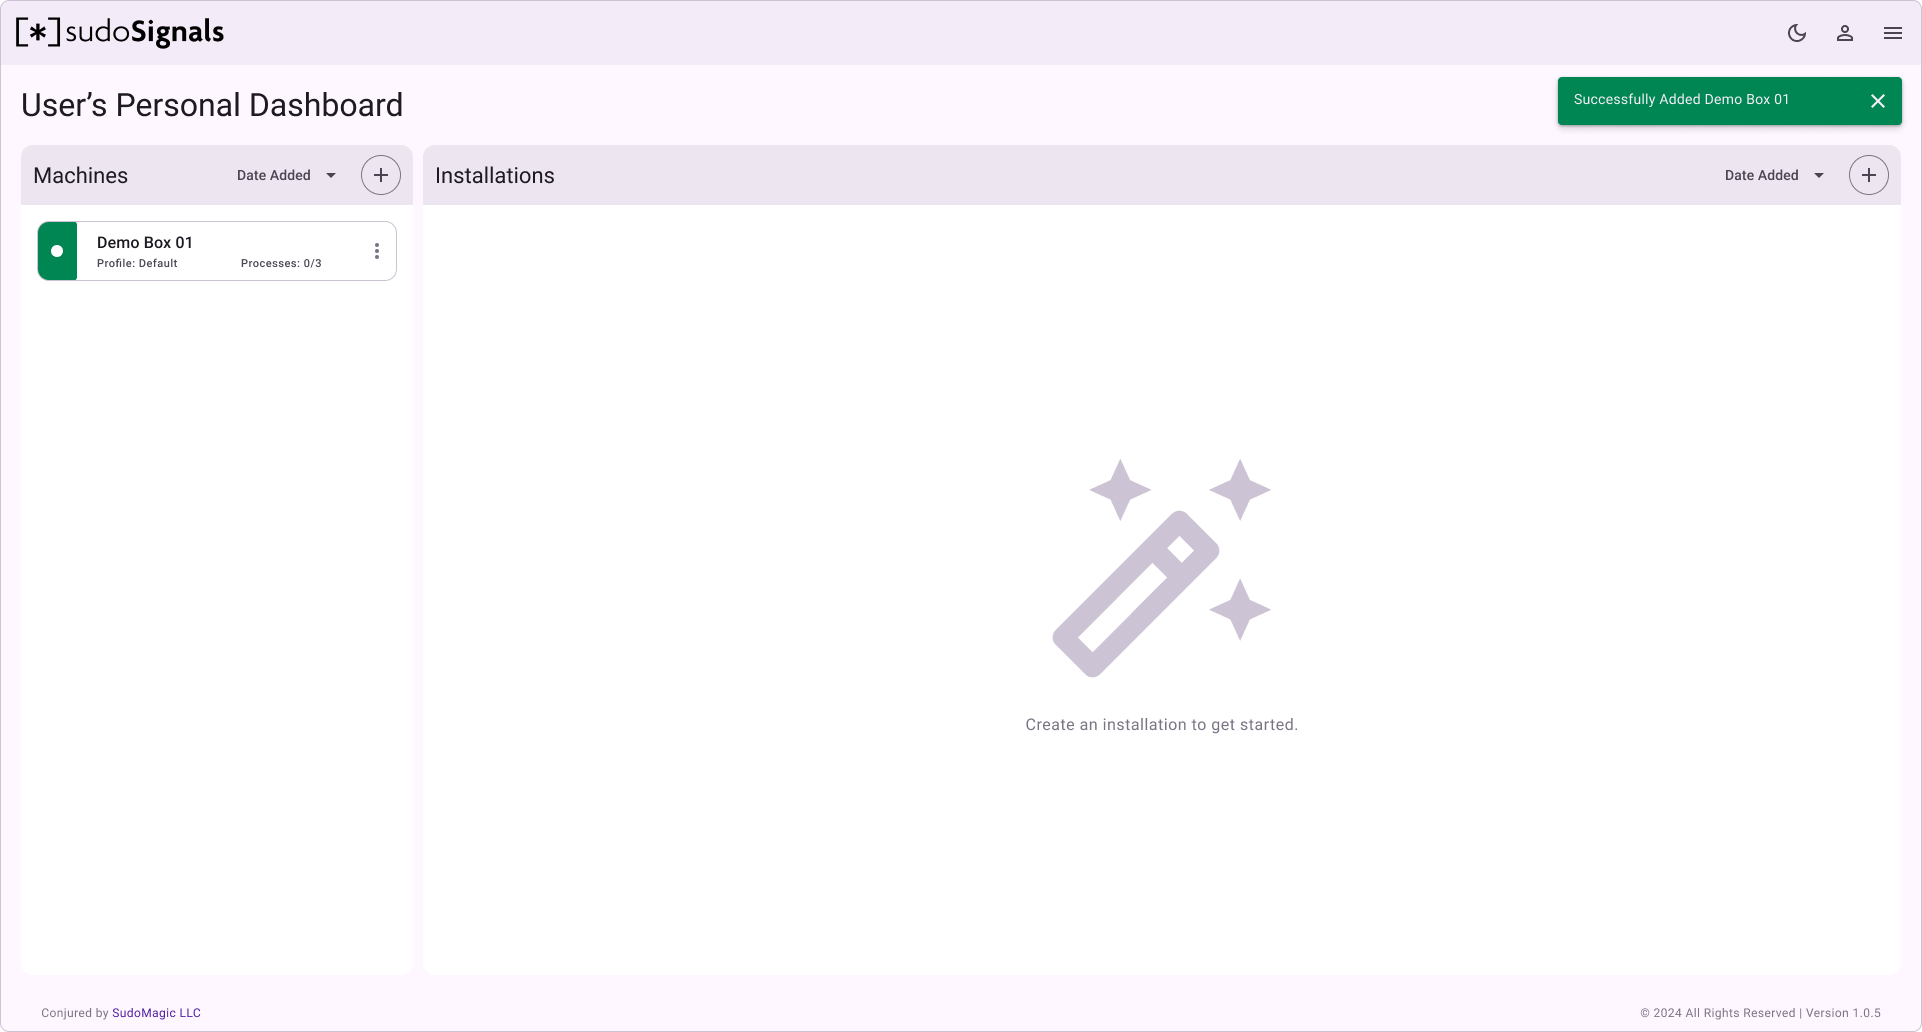 [*]sudoSignals
User’s Personal Dashboard
Successfully Added Demo Box 01
Machines
Date Added
Installations
Date Added
Demo Box 01
Profile: Default
Processes: 0/3
Create an installation to get started.
Conjured by SudoMagic LLC
© 2024 All Rights Reserved | Version 1.0.5